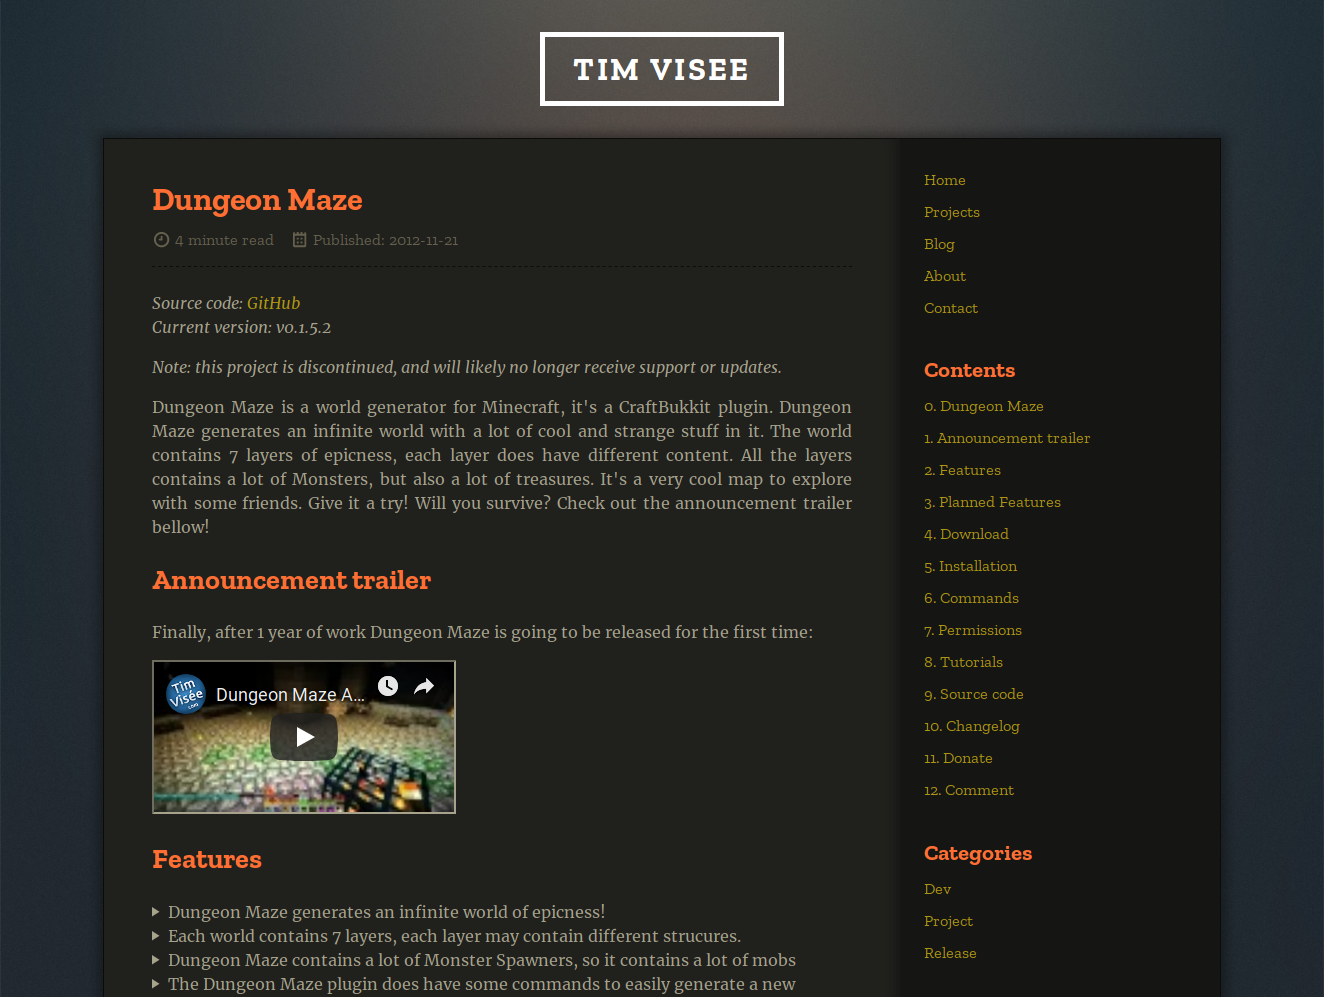 TIM VISEE
Dungeon Maze
4 minute read Published: 2012-11-21
Source code: GitHub
Current version: v0.1.5.2
Note: this project is discontinued, and will likely no longer receive support or updates.
Dungeon Maze is a world generator for Minecraft, it's a CraftBukkit plugin. Dungeon
Maze generates an infinite world with a lot of cool and strange stuff in it. The world
contains 7 layers of epicness, each layer does have different content. All the layers
contains a lot of Monsters, but also a lot of treasures. It's a very cool map to explore
with some friends. Give it a try! Will you survive? Check out the announcement trailer
bellow!
Announcement trailer
Finally, after 1 year of work Dungeon Maze is going to be released for the first time:
Tim
Visée
.com
Dungeon Maze A...
Features
Dungeon Maze generates an infinite world of epicness!
Each world contains 7 layers, each layer may contain different strucures.
Dungeon Maze contains a lot of Monster Spawners, so it contains a lot of mobs
The Dungeon Maze plugin does have some commands to easily generate a new
Home
Projects
Blog
About
Contact
Contents
0. Dungeon Maze
1. Announcement trailer
2. Features
3. Planned Features
4. Download
5. Installation
6. Commands
7. Permissions
8. Tutorials
9. Source code
10. Changelog
11. Donate
12. Comment
Categories
Dev
Project
Release